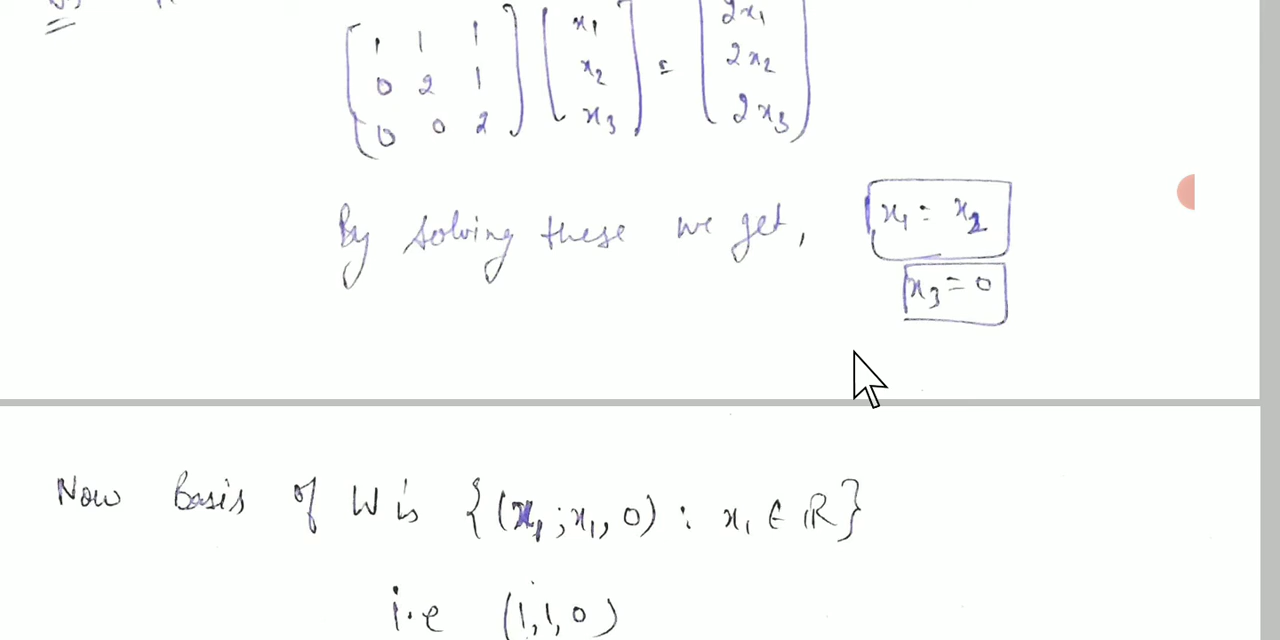 [1 1 1
0 2 1
0 0 2] [x₁
x₂
x₃] = [2x₁
2x₂
2x₃]
By solving these we get, x₁ = x₂
x₃ = 0
Now Basis of W is {(x₁, x₁, 0) : x₁ ∈ ℝ}
i.e (1, 1, 0)